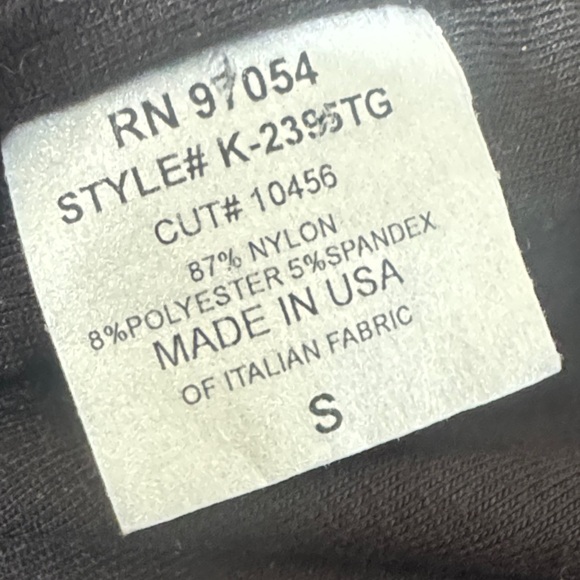 RN 97054
STYLE# K-2395TG
CUT# 10456
87% NYLON
8%POLYESTER 5%SPANDEX
MADE IN USA
OF ITALIAN FABRIC
S